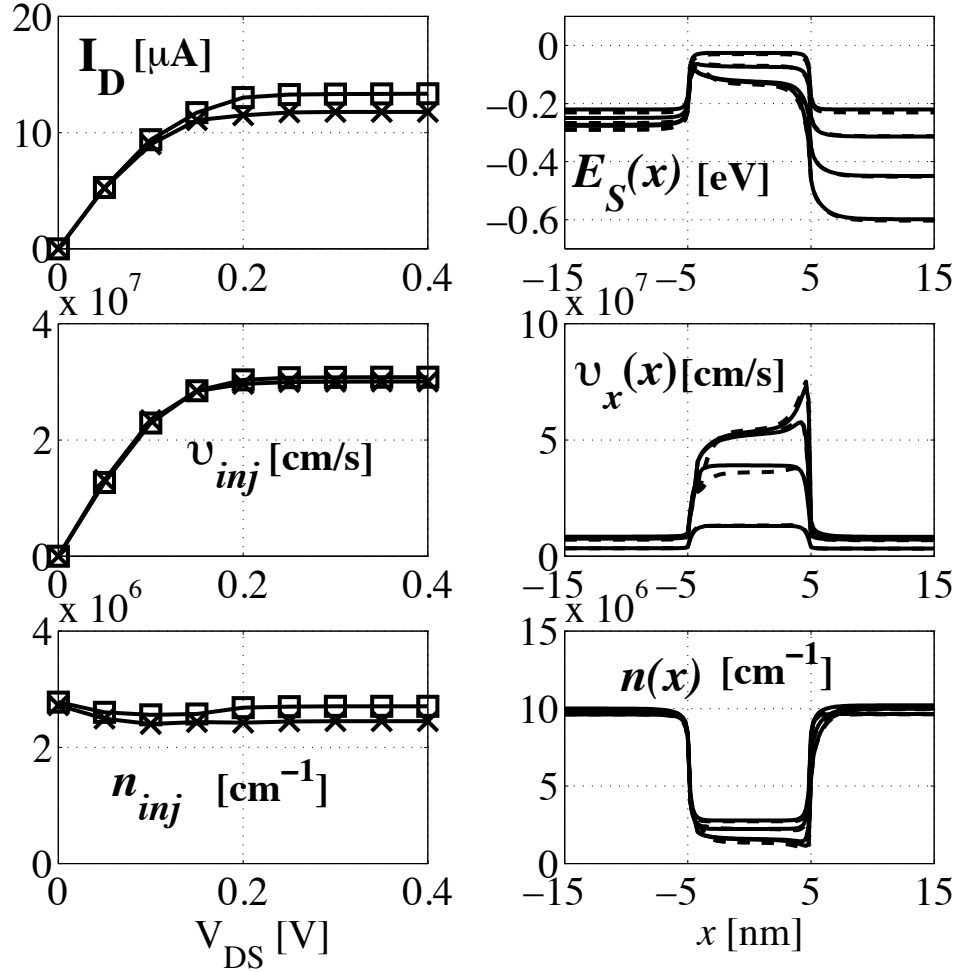 20
I_D [μA]
10
0
0 0.2 0.4
x 10^7
4
υ_inj [cm/s]
2
0
0 0.2 0.4
x 10^6
4
2
n_inj [cm^−1]
0
0 0.2 0.4
V_DS [V]
0
−0.2
E_S(x) [eV]
−0.4
−0.6
−15 −5 5 15
x 10^7
10
υ_x(x)[cm/s]
5
0
−15 −5 5 15
x 10^6
15
n(x) [cm^−1]
10
5
0
−15 −5 5 15
x [nm]